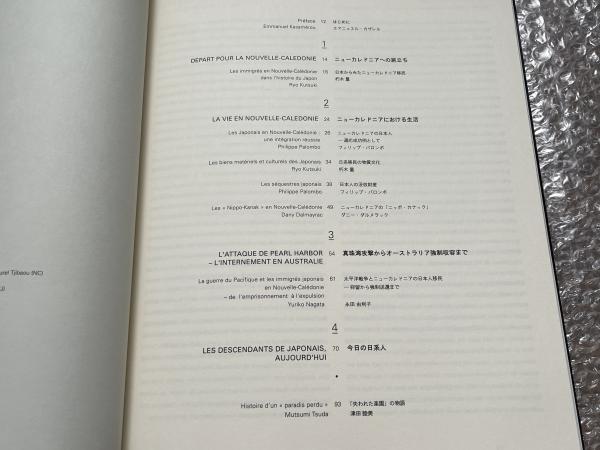 Préface 12 はじめに
Emmanuel Kasarhérou エマニュエル・カザレル
1
DÉPART POUR LA NOUVELLE-CALÉDONIE 14 ニューカレドニアへの旅立ち
Les immigrés en Nouvelle-Calédonie 16 日本からみたニューカレドニア移民
dans l'histoire du Japon 朽木 量
Ryo Kutsuki
2
LA VIE EN NOUVELLE-CALÉDONIE 24 ニューカレドニアにおける生活
Les Japonais en Nouvelle-Calédonie : 26 ニューカレドニアの日本人
une intégration réussie ―適応成功例として
Philippe Palombo フィリップ・パロンボ
Les biens matériels et culturels des Japonais 34 日系移民の物質文化
Ryo Kutsuki 朽木 量
Les séquestres japonais 38 日本人の没収財産
Philippe Palombo フィリップ・パロンボ
Les « Nippo-Kanak » en Nouvelle-Calédonie 49 ニューカレドニアの「ニッポ・カナック」
Dany Dalmayrac ダニー・ダルメラック
3
L'ATTAQUE DE PEARL HARBOR 54 真珠湾攻撃からオーストラリア強制収容まで
– L'INTERNEMENT EN AUSTRALIE
La guerre du Pacifique et les immigrés japonais 61 太平洋戦争とニューカレドニアの日本人移民
en Nouvelle-Calédonie ―抑留から強制送還まで
– de l'emprisonnement à l'expulsion
Yuriko Nagata 永田 由利子
4
LES DESCENDANTS DE JAPONAIS, 70 今日の日系人
AUJOURD'HUI
•
Histoire d'un « paradis perdu » 93 「失われた楽園」の物語
Mutsumi Tsuda 津田 睦美
Tjibaou (NC)